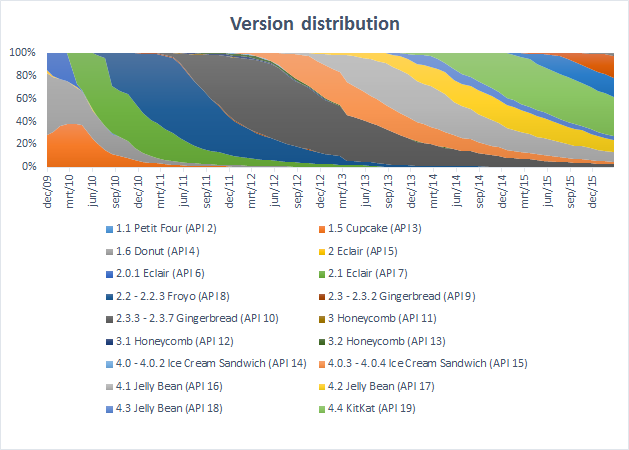 Version distribution
100%
80%
60%
40%
20%
0%
dec/09
mrt/10
jun/10
sep/10
dec/10
mrt/11
jun/11
sep/11
dec/11
mrt/12
jun/12
sep/12
dec/12
mrt/13
jun/13
sep/13
dec/13
mrt/14
jun/14
sep/14
dec/14
mrt/15
jun/15
sep/15
dec/15
1.1 Petit Four (API 2)
1.5 Cupcake (API 3)
1.6 Donut (API 4)
2 Eclair (API 5)
2.0.1 Eclair (API 6)
2.1 Eclair (API 7)
2.2 - 2.2.3 Froyo (API 8)
2.3 - 2.3.2 Gingerbread (API 9)
2.3.3 - 2.3.7 Gingerbread (API 10)
3 Honeycomb (API 11)
3.1 Honeycomb (API 12)
3.2 Honeycomb (API 13)
4.0 - 4.0.2 Ice Cream Sandwich (API 14)
4.0.3 - 4.0.4 Ice Cream Sandwich (API 15)
4.1 Jelly Bean (API 16)
4.2 Jelly Bean (API 17)
4.3 Jelly Bean (API 18)
4.4 KitKat (API 19)